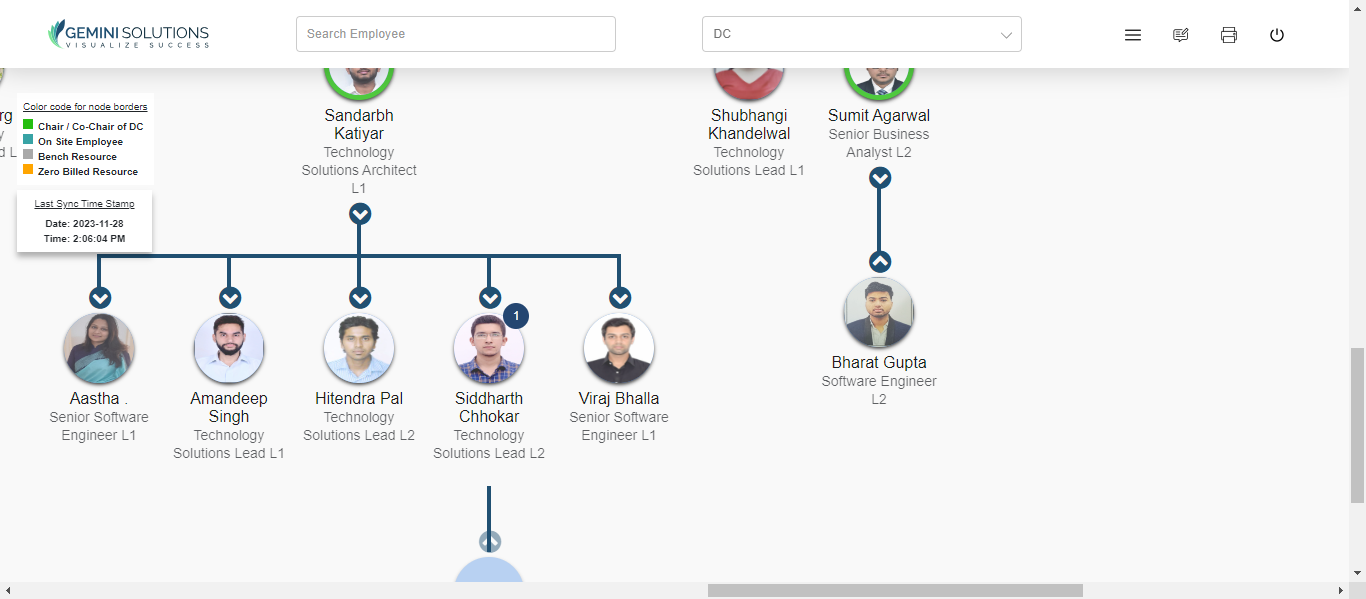 GEMINI SOLUTIONS
VISUALIZE SUCCESS
Search Employee
DC
rg
y
d L
Color code for node borders
Chair / Co-Chair of DC
On Site Employee
Bench Resource
Zero Billed Resource
Last Sync Time Stamp
Date: 2023-11-28
Time: 2:06:04 PM
Sandarbh
Katiyar
Technology
Solutions Architect
L1
Shubhangi
Khandelwal
Technology
Solutions Lead L1
Sumit Agarwal
Senior Business
Analyst L2
Aastha .
Senior Software
Engineer L1
Amandeep
Singh
Technology
Solutions Lead L1
Hitendra Pal
Technology
Solutions Lead L2
1
Siddharth
Chhokar
Technology
Solutions Lead L2
Viraj Bhalla
Senior Software
Engineer L1
Bharat Gupta
Software Engineer
L2